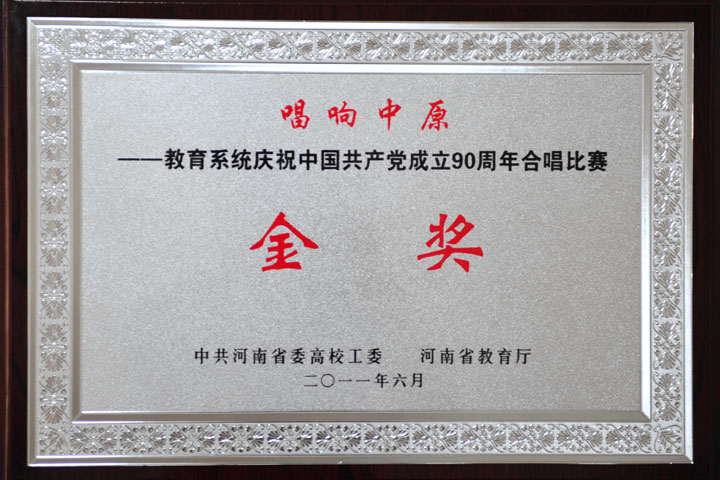 唱响中原
——教育系统庆祝中国共产党成立90周年合唱比赛
金 奖
中共河南省委高校工委 河南省教育厅
二〇一一年六月